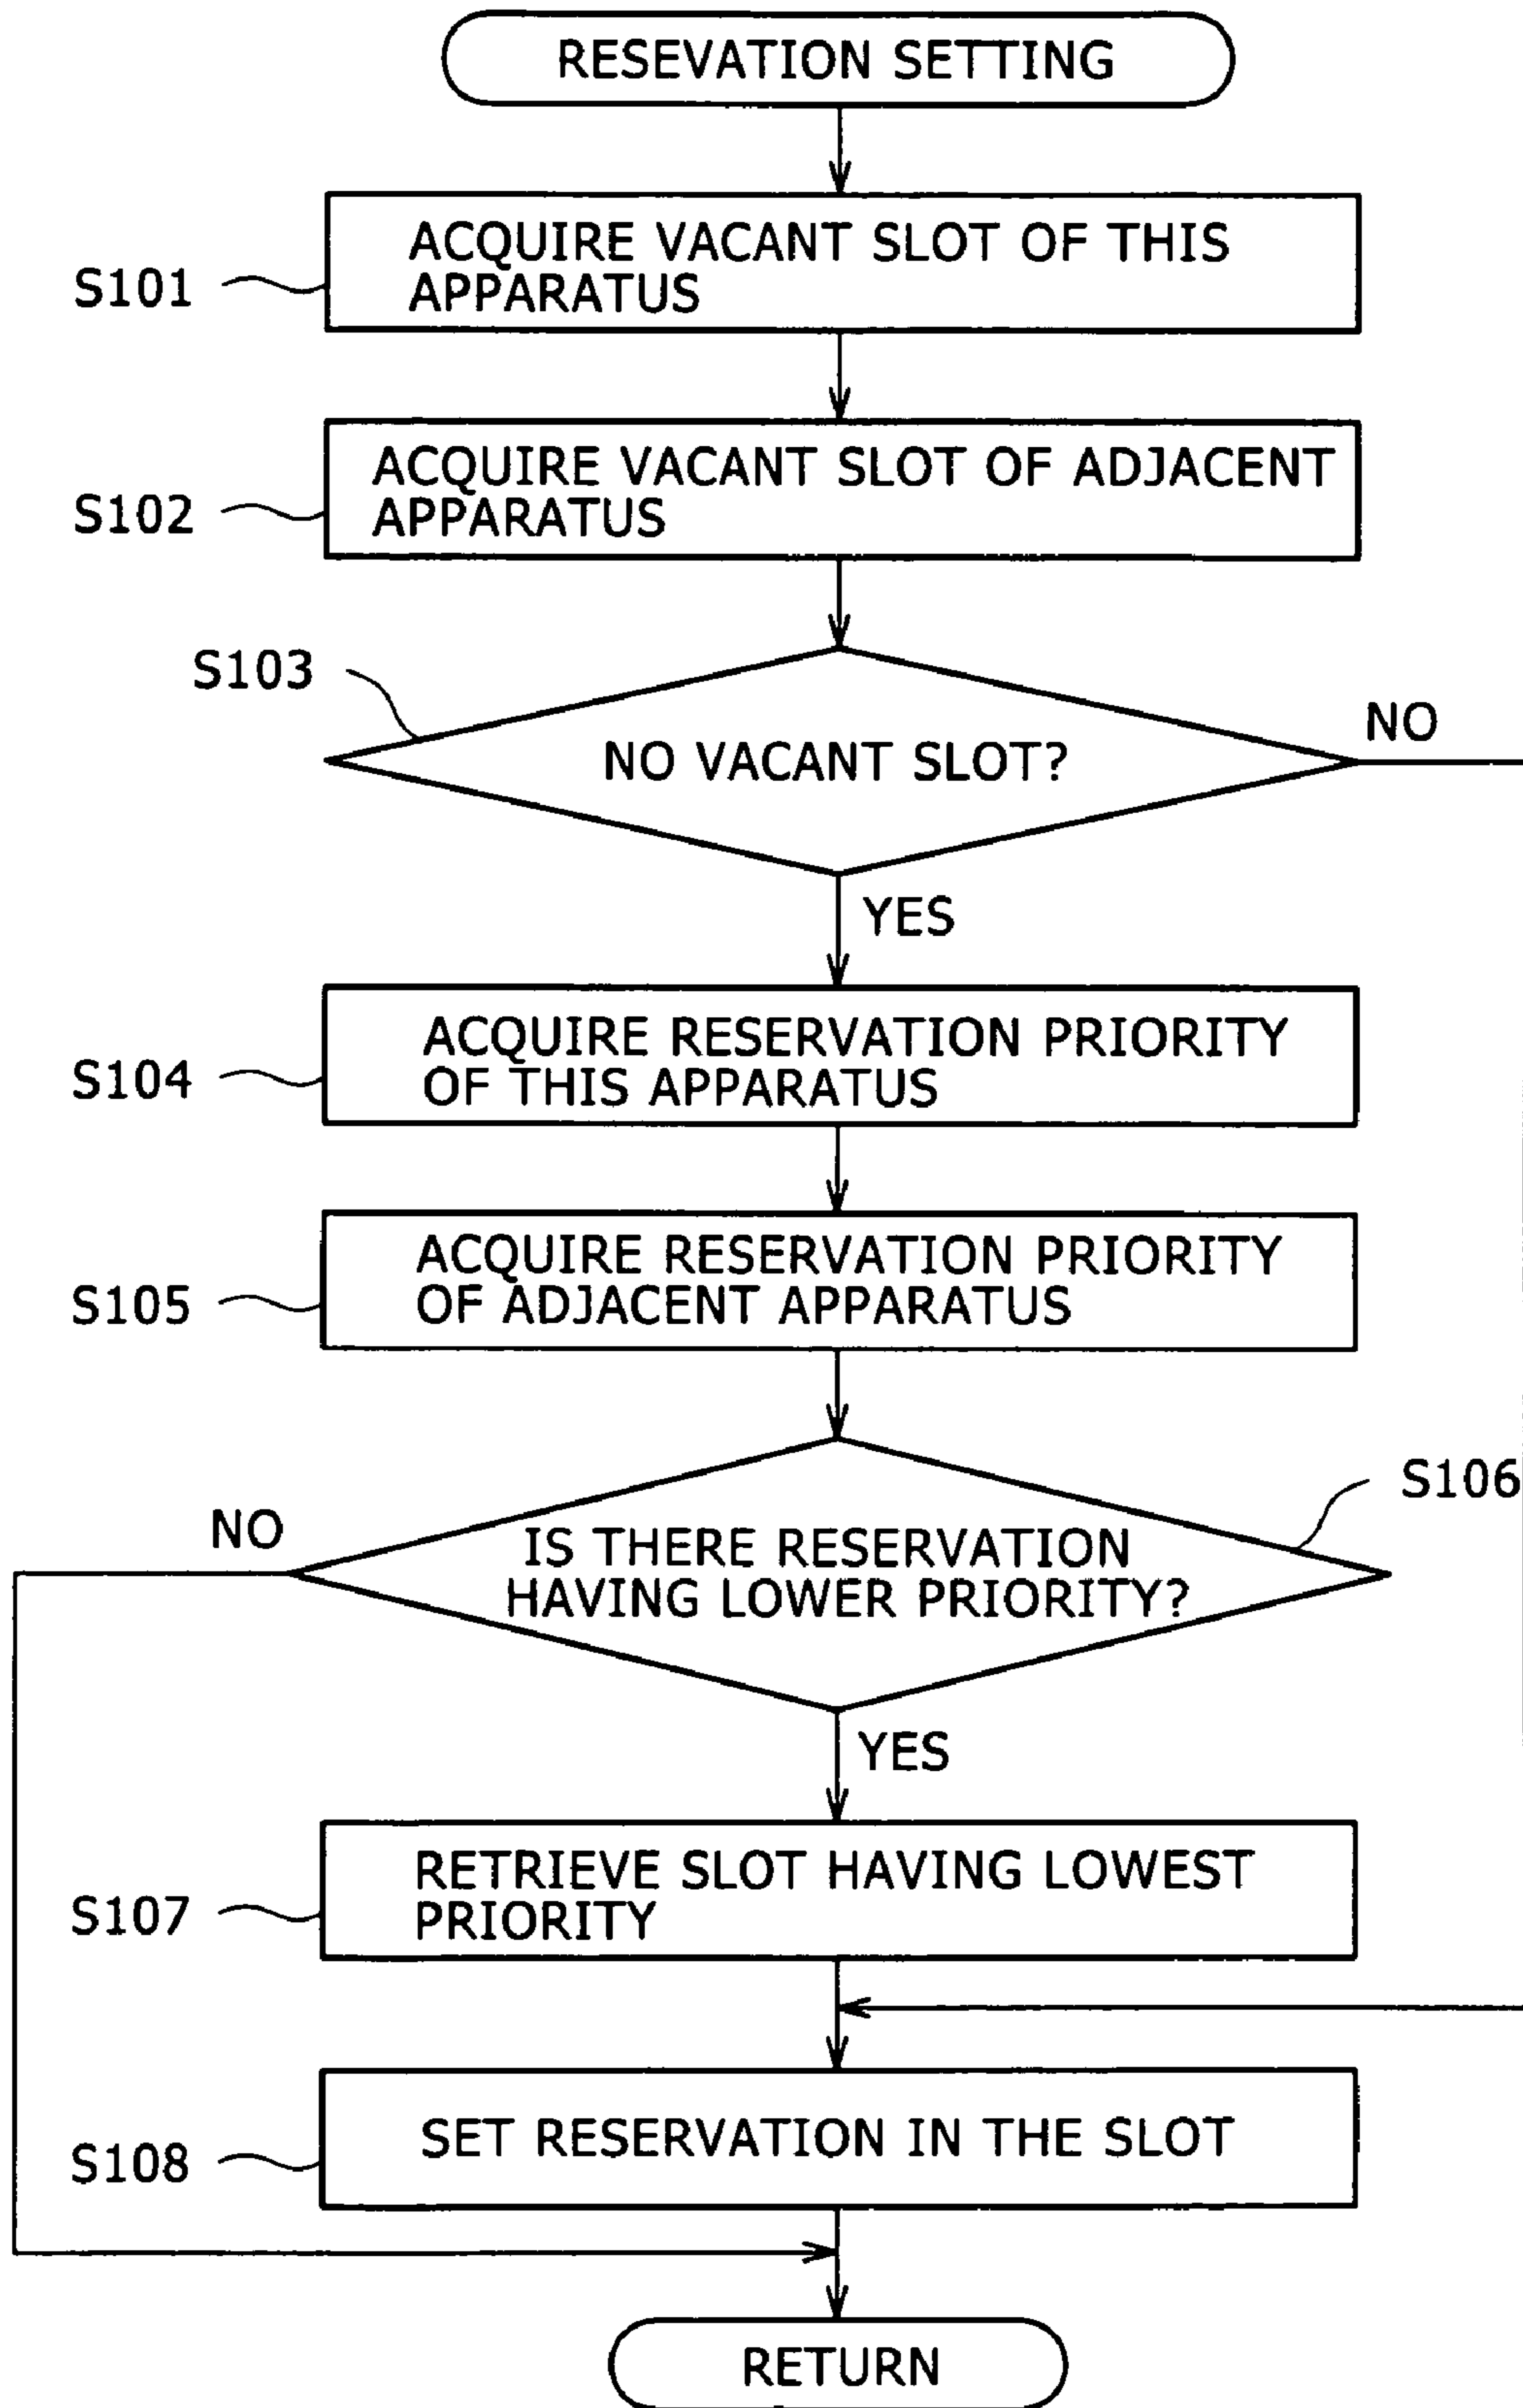 RESEVATION SETTING
ACQUIRE VACANT SLOT OF THIS
APPARATUS
S101
ACQUIRE VACANT SLOT OF ADJACENT
APPARATUS
S102
S103
NO VACANT SLOT?
NO
YES
ACQUIRE RESERVATION PRIORITY
OF THIS APPARATUS
S104
ACQUIRE RESERVATION PRIORITY
OF ADJACENT APPARATUS
S105
S106
NO
IS THERE RESERVATION
HAVING LOWER PRIORITY?
YES
RETRIEVE SLOT HAVING LOWEST
PRIORITY
S107
SET RESERVATION IN THE SLOT
S108
RETURN